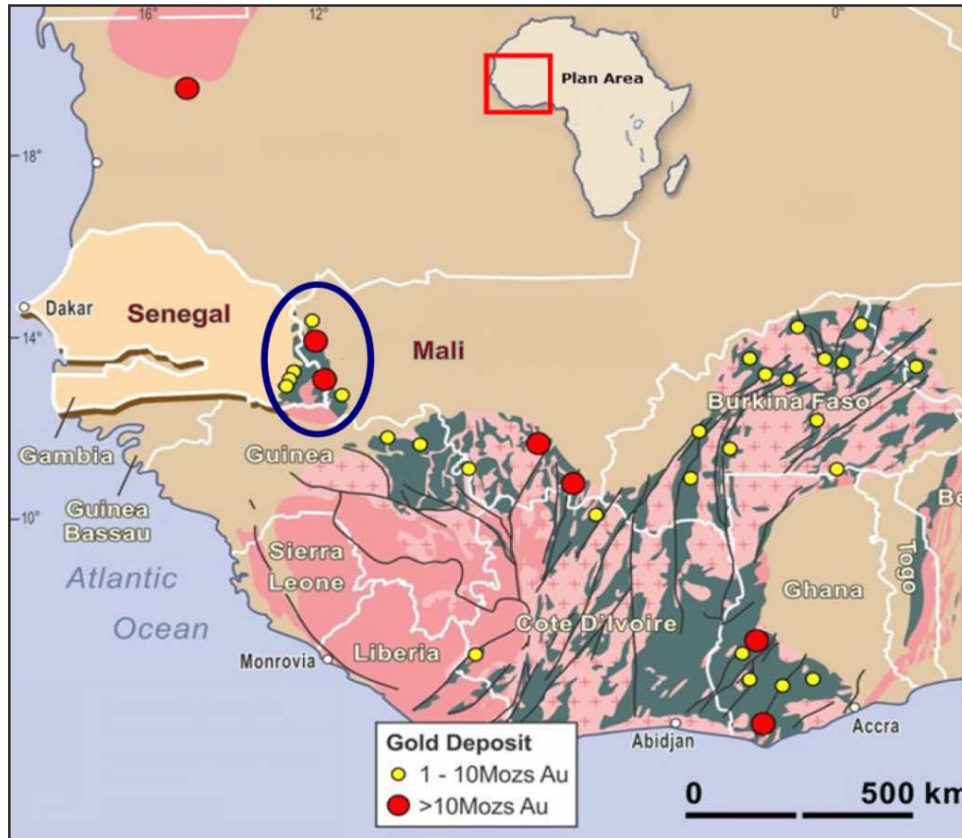 16°
12°
0°
Plan Area
18°
Dakar
Senegal
14°
Mali
Burkina Faso
Gambia
Guinea
Guinea
Bassau
10°
Sierra
Leone
Atlantic
Ocean
Cote D'Ivoire
Ghana
Togo
Be
Liberia
Monrovia
Abidjan
Accra
Gold Deposit
1 - 10Mozs Au
>10Mozs Au
0 500 km